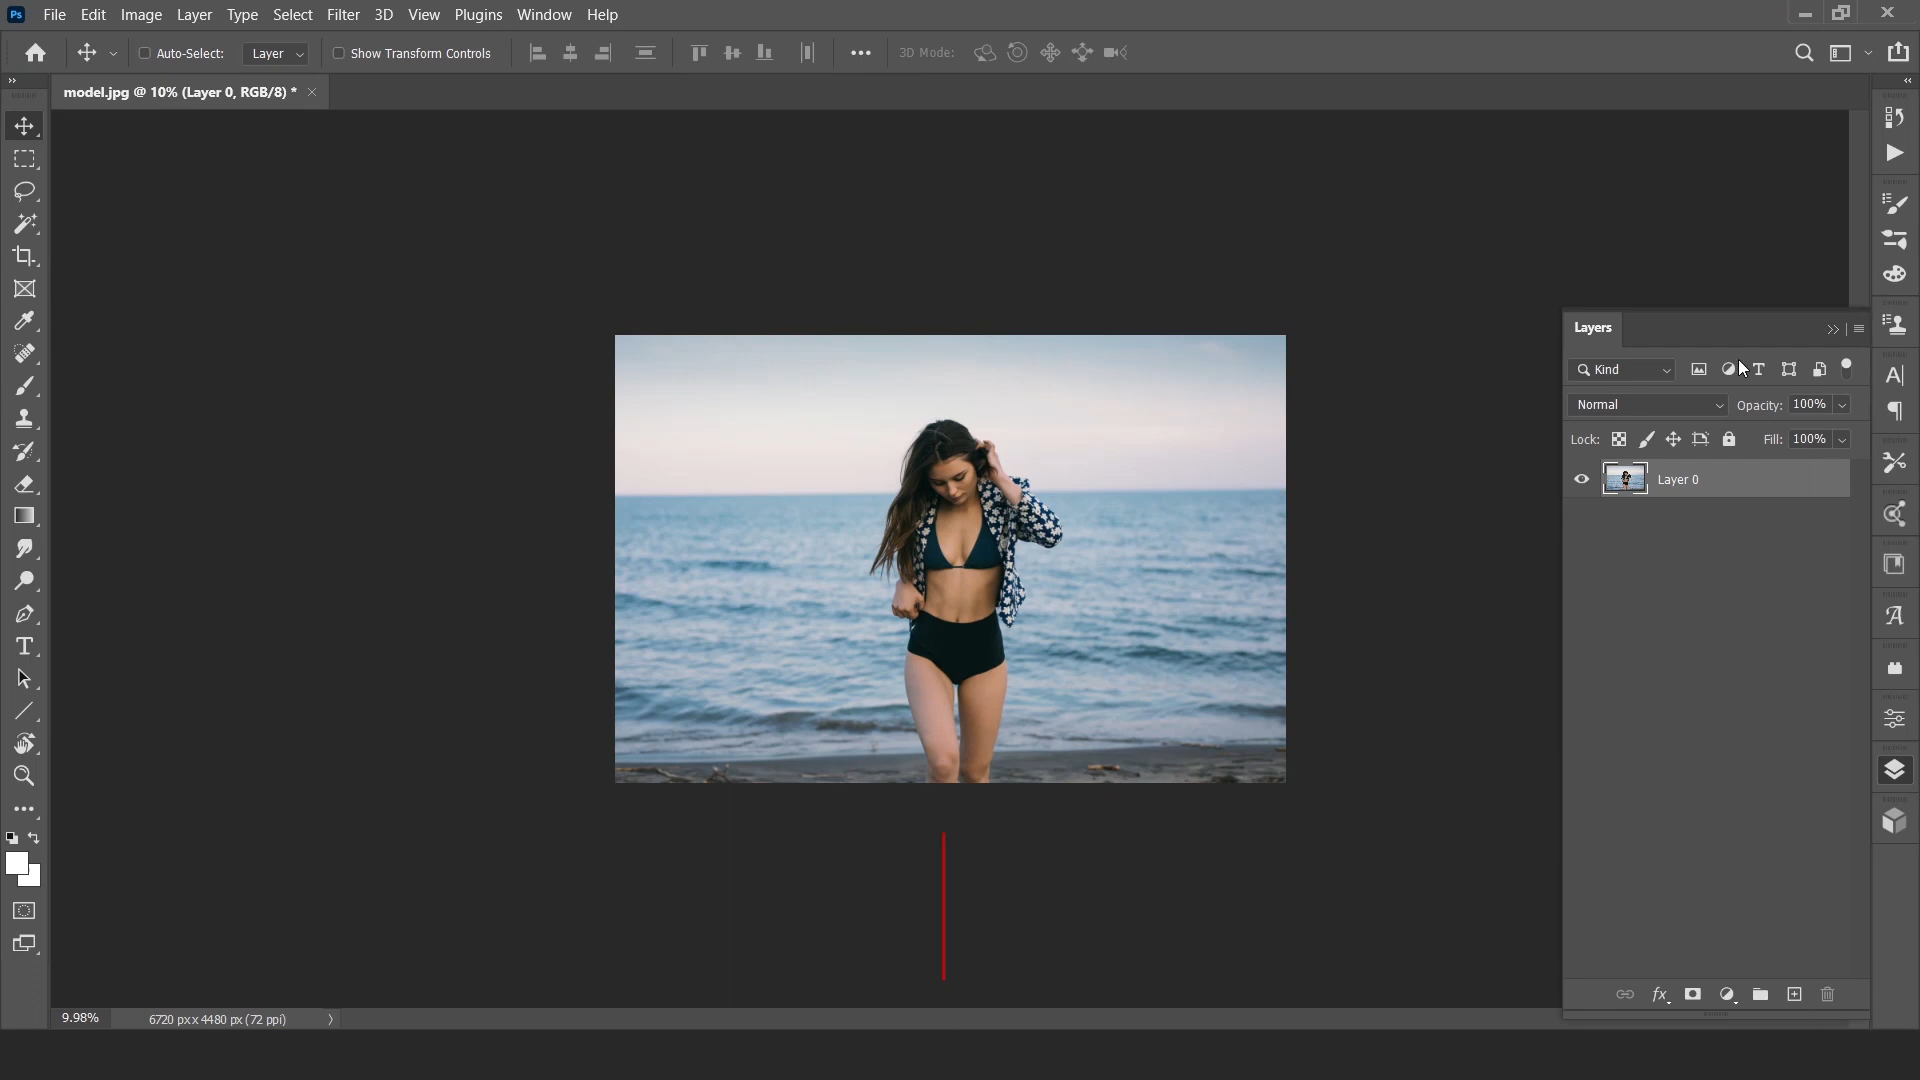 Ps File Edit Image Layer Type Select Filter 3D View Plugins Window Help
Auto-Select: Layer Show Transform Controls 3D Mode:
model.jpg @ 10% (Layer 0, RGB/8) *
Layers
Kind
Normal Opacity: 100%
Lock: Fill: 100%
Layer 0
fx
9.98% 6720 px x 4480 px (72 ppi)